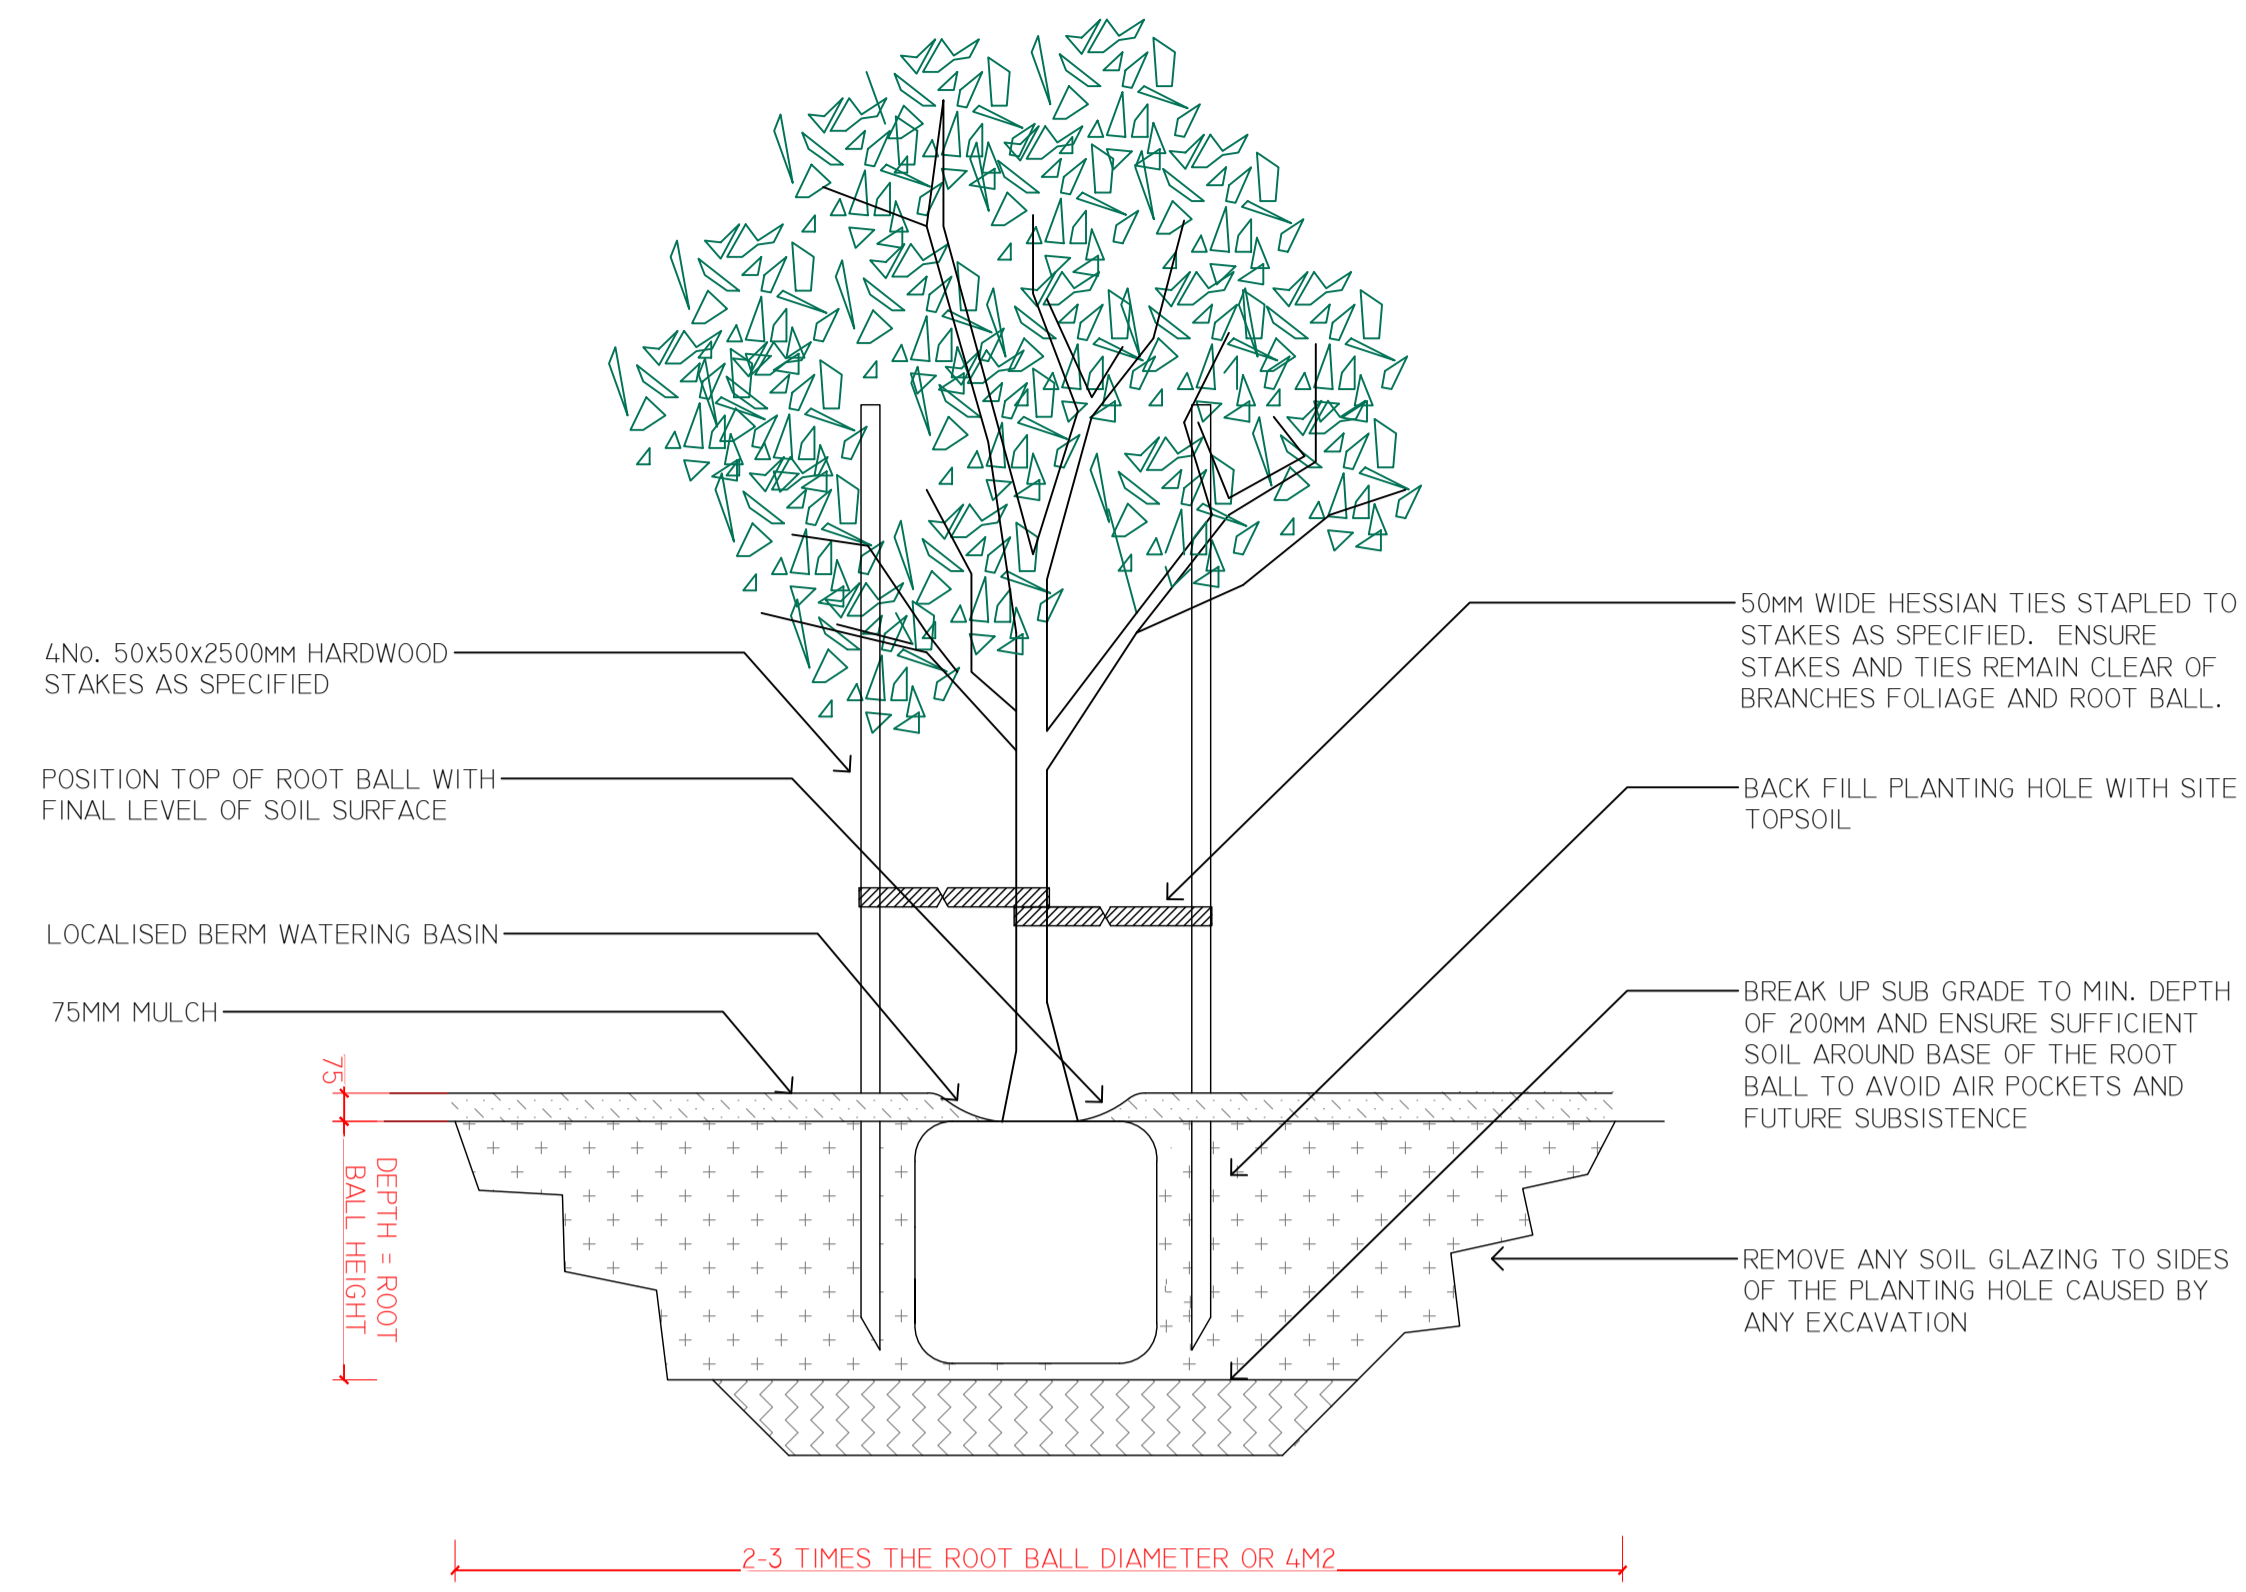 4No. 50x50x2500MM HARDWOOD
STAKES AS SPECIFIED
POSITION TOP OF ROOT BALL WITH
FINAL LEVEL OF SOIL SURFACE
LOCALISED BERM WATERING BASIN
75MM MULCH
75
DEPTH = ROOT
BALL HEIGHT
50MM WIDE HESSIAN TIES STAPLED TO
STAKES AS SPECIFIED. ENSURE
STAKES AND TIES REMAIN CLEAR OF
BRANCHES FOLIAGE AND ROOT BALL.
BACK FILL PLANTING HOLE WITH SITE
TOPSOIL
BREAK UP SUB GRADE TO MIN. DEPTH
OF 200MM AND ENSURE SUFFICIENT
SOIL AROUND BASE OF THE ROOT
BALL TO AVOID AIR POCKETS AND
FUTURE SUBSISTENCE
REMOVE ANY SOIL GLAZING TO SIDES
OF THE PLANTING HOLE CAUSED BY
ANY EXCAVATION
2-3 TIMES THE ROOT BALL DIAMETER OR 4M2